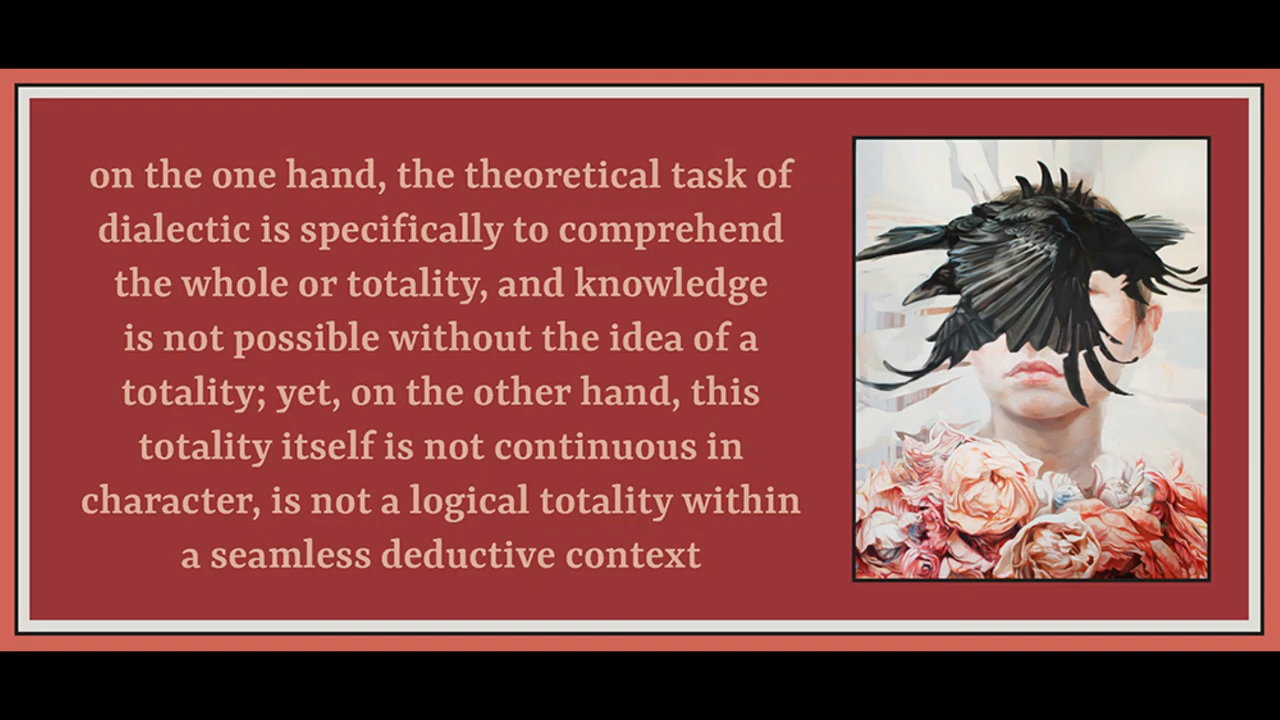 on the one hand, the theoretical task of
dialectic is specifically to comprehend
the whole or totality, and knowledge
is not possible without the idea of a
totality; yet, on the other hand, this
totality itself is not continuous in
character, is not a logical totality within
a seamless deductive context